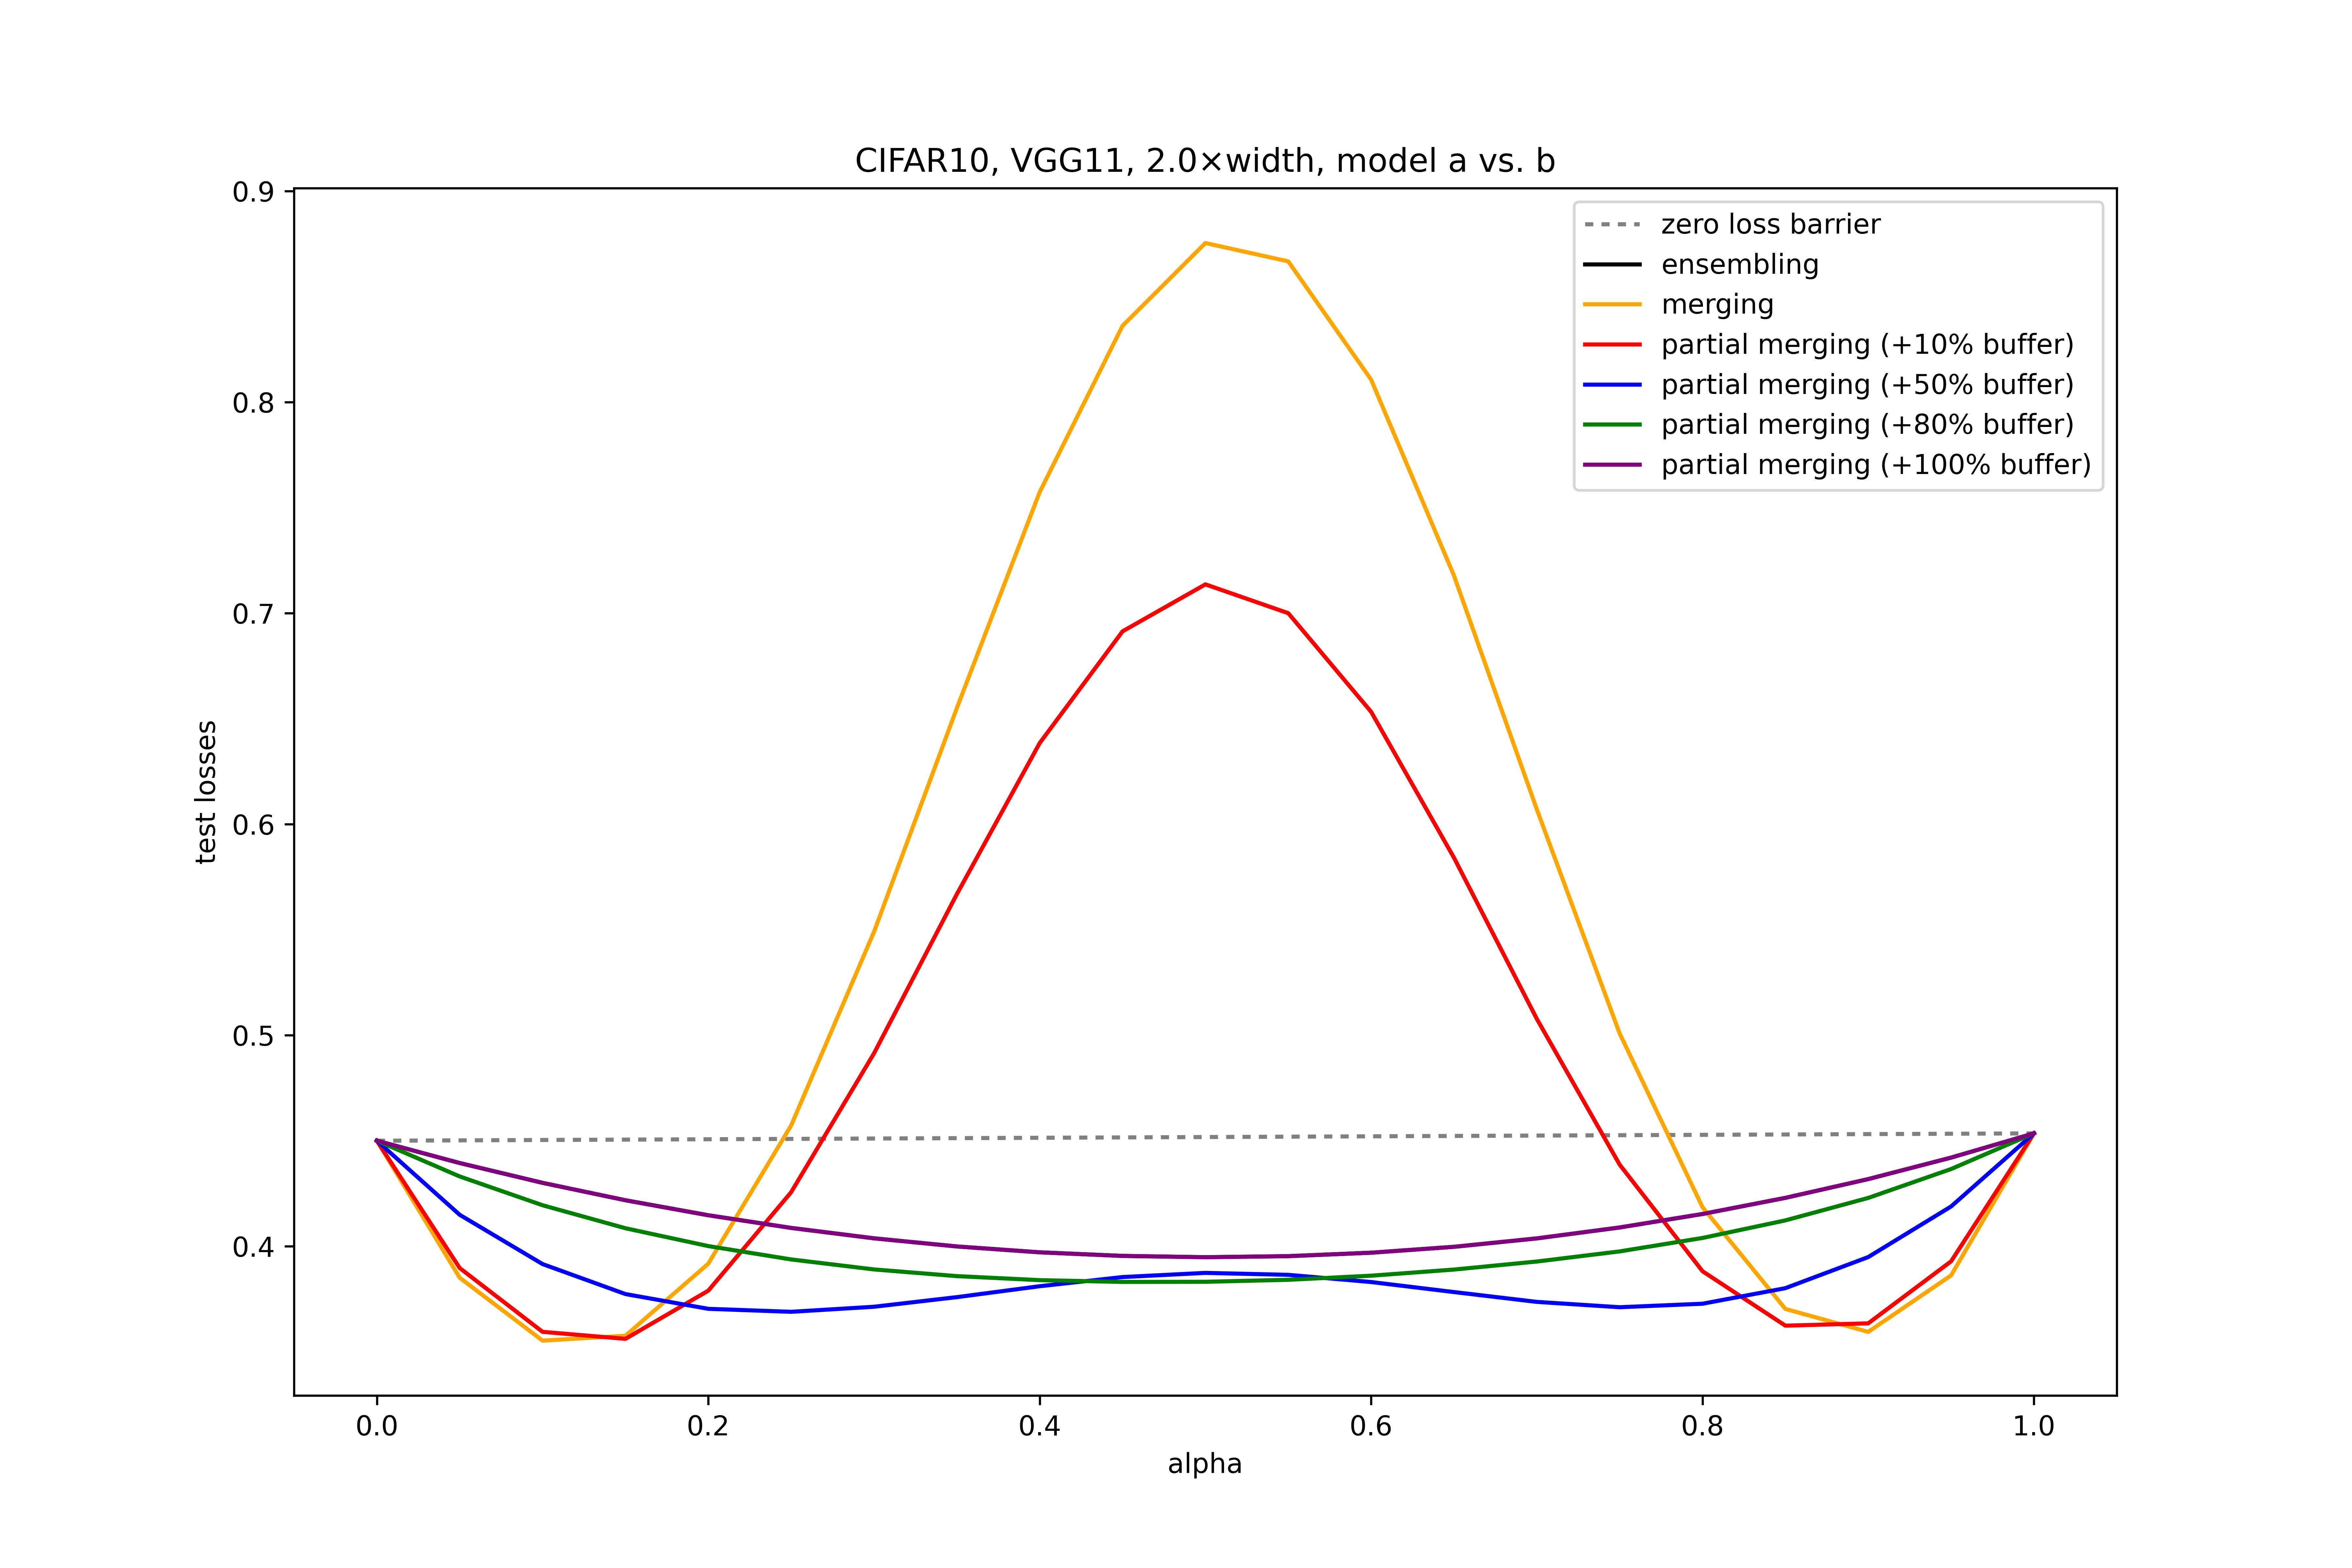 CIFAR10, VGG11, 2.0×width, model a vs. b
zero loss barrier
ensembling
merging
partial merging (+10% buffer)
partial merging (+50% buffer)
partial merging (+80% buffer)
partial merging (+100% buffer)
0.9
0.8
0.7
0.6
0.5
0.4
test losses
0.0 0.2 0.4 0.6 0.8 1.0
alpha